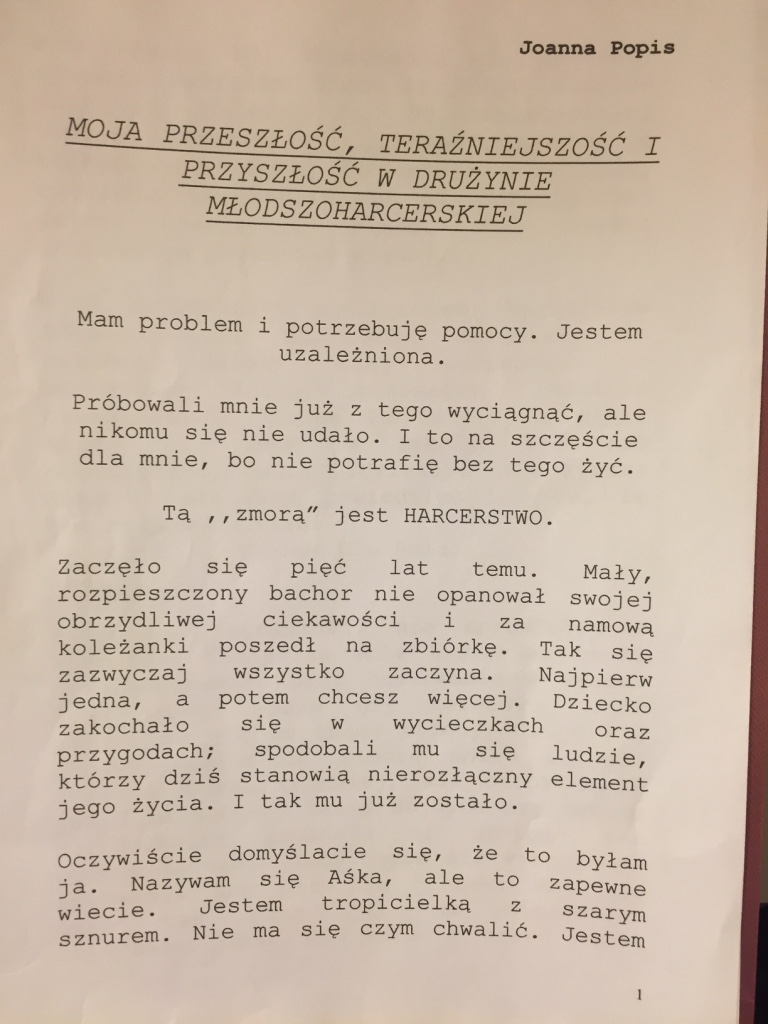 Joanna Popis
MOJA PRZESZŁOŚĆ, TERAŹNIEJSZOŚĆ I
PRZYSZŁOŚĆ W DRUŻYNIE
MŁODSZOHARCERSKIEJ
Mam problem i potrzebuję pomocy. Jestem
uzależniona.
Próbowali mnie już z tego wyciągnąć, ale
nikomu się nie udało. I to na szczęście
dla mnie, bo nie potrafię bez tego żyć.
Tą ,,zmorą" jest HARCERSTWO.
Zaczęło się pięć lat temu. Mały,
rozpieszczony bachor nie opanował swojej
obrzydliwej ciekawości i za namową
koleżanki poszedł na zbiórkę. Tak się
zazwyczaj wszystko zaczyna. Najpierw
jedna, a potem chcesz więcej. Dziecko
zakochało się w wycieczkach oraz
przygodach; spodobali mu się ludzie,
którzy dziś stanowią nierozłączny element
jego życia. I tak mu już zostało.
Oczywiście domyślacie się, że to byłam
ja. Nazywam się Aśka, ale to zapewne
wiecie. Jestem tropicielką z szarym
sznurem. Nie ma się czym chwalić. Jestem
1